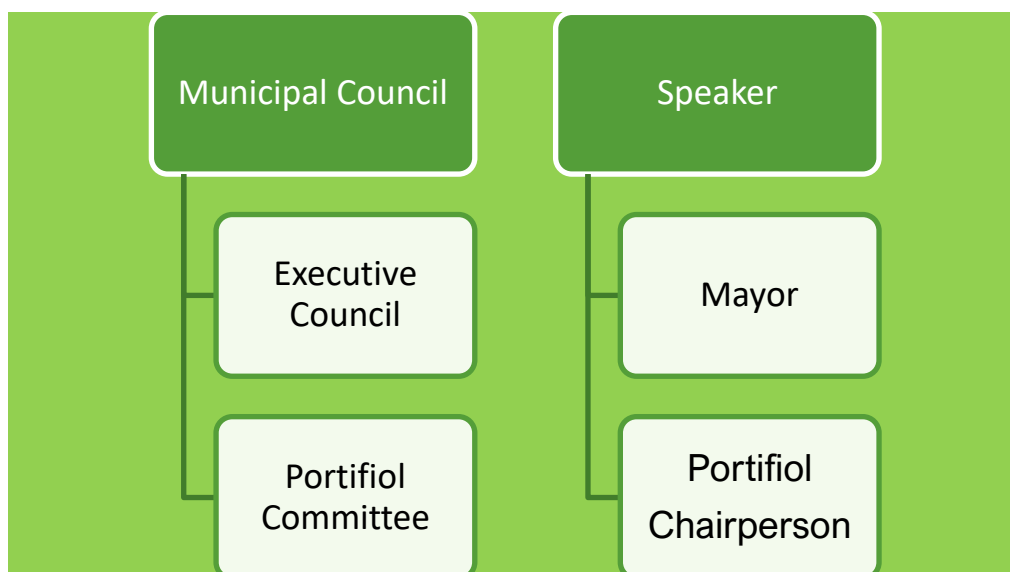 Municipal Council
Executive
Council
Portifiol
Committee
Speaker
Mayor
Portifiol
Chairperson